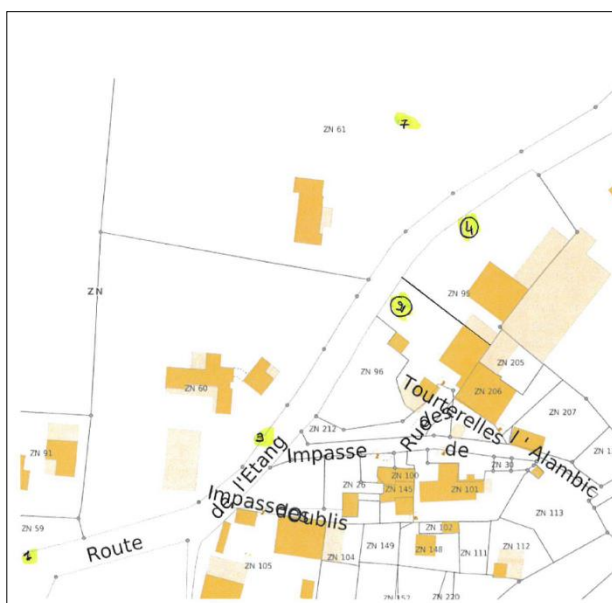 ZN 61
7
4
ZN
ZN 95
16
ZN 96
ZN 205
ZN 60
ZN 206
Tourterelles
des
Rue
ZN 207
ZN 212
9
l'Alambic
de
Impasse
ZN 91
ZN 30
ZN 100
ZN 26
ZN 145
ZN 101
de l'Étang
Impasse
des
oublis
ZN 113
ZN 59
Route
ZN 102
ZN 105
ZN 104
ZN 149
ZN 148
ZN 111
ZN 112
ZN 220